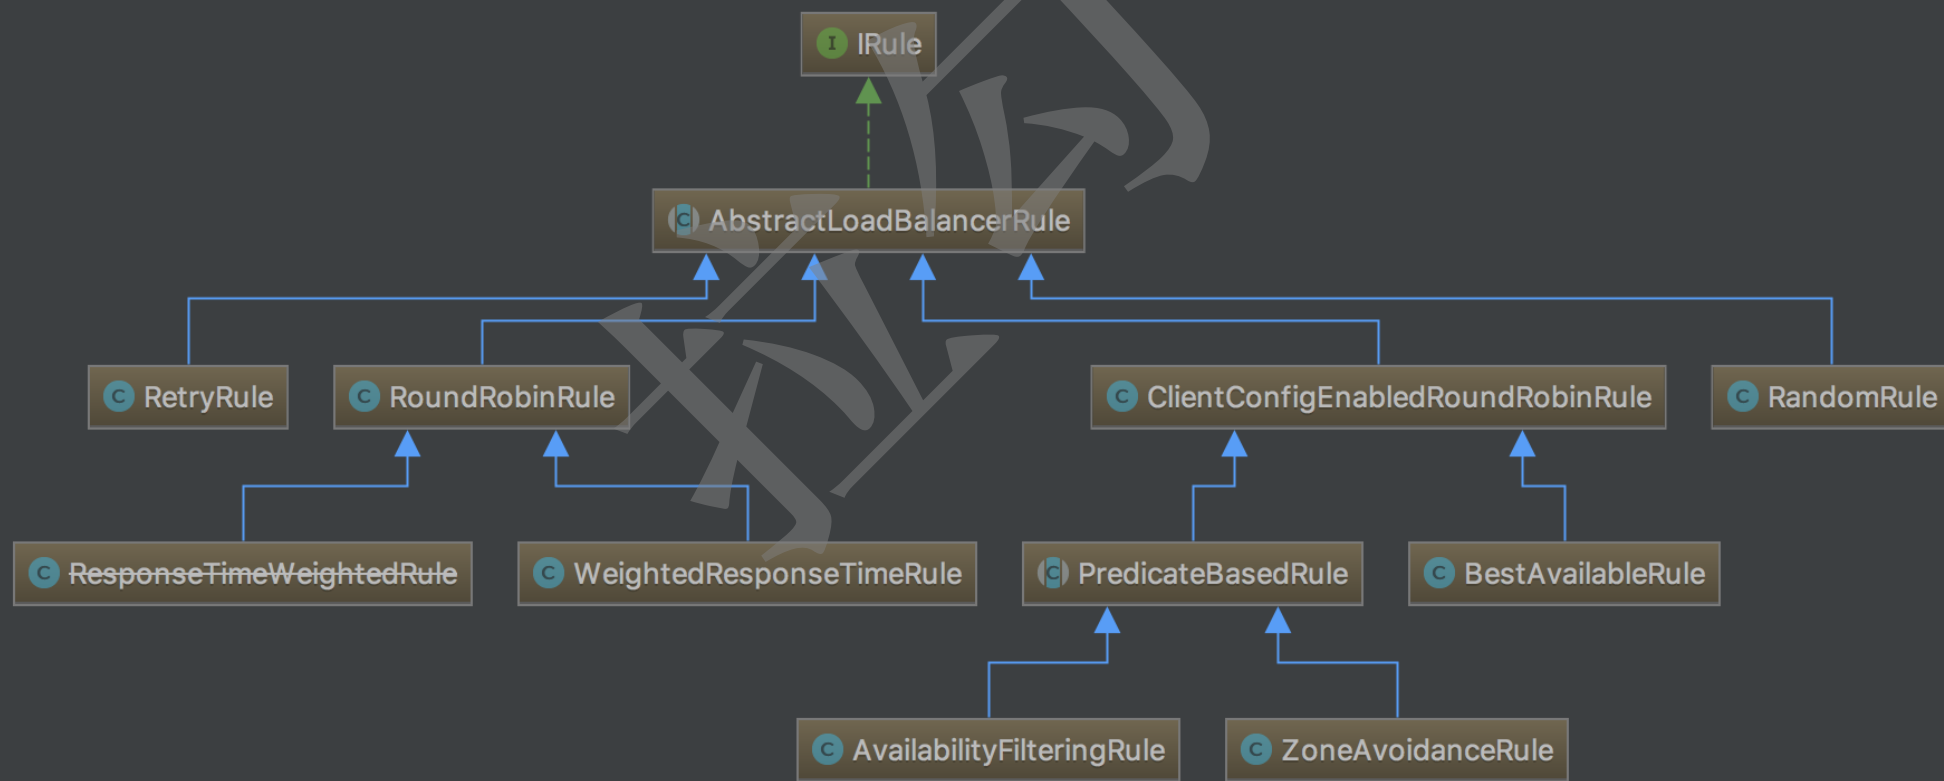 IRule
AbstractLoadBalancerRule
RetryRule
RoundRobinRule
ClientConfigEnabledRoundRobinRule
RandomRule
ResponseTimeWeightedRule
WeightedResponseTimeRule
PredicateBasedRule
BestAvailableRule
AvailabilityFilteringRule
ZoneAvoidanceRule